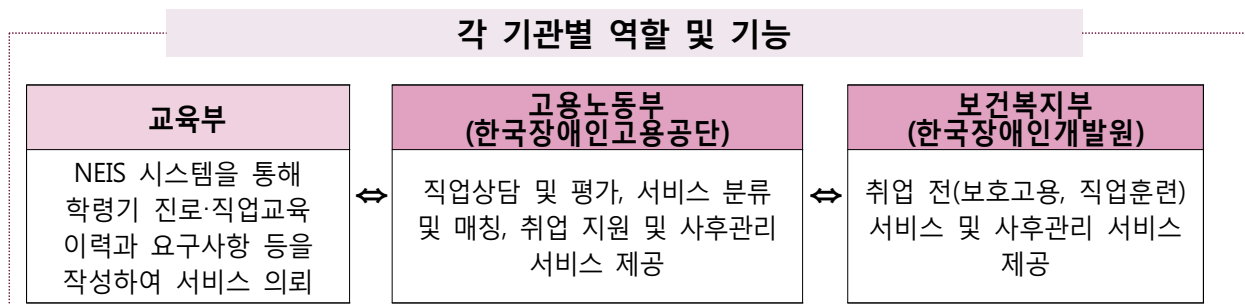 각 기관별 역할 및 기능
교육부
NEIS 시스템을 통해
학령기 진로·직업교육
이력과 요구사항 등을
작성하여 서비스 의뢰
⇔
고용노동부
(한국장애인고용공단)
직업상담 및 평가, 서비스 분류
및 매칭, 취업 지원 및 사후관리
서비스 제공
⇔
보건복지부
(한국장애인개발원)
취업 전(보호고용, 직업훈련)
서비스 및 사후관리 서비스
제공